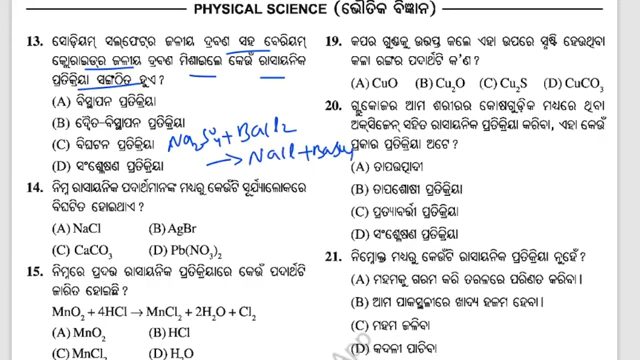 PHYSICAL SCIENCE (ଭୌତିକ ବିଜ୍ଞାନ)
13. ସୋଡ଼ିୟମ୍ ସଲ୍‌ଫେଟ୍‌ର ଜଳୀୟ ଦ୍ରବଣ ସହ ବେରିୟମ୍
କ୍ଲୋରାଇଡ୍‌ର ଜଳୀୟ ଦ୍ରବଣ ମିଶାଇଲେ କେଉଁ ରାସାୟନିକ
ପ୍ରତିକ୍ରିୟା ସଙ୍ଗଠିତ ହୁଏ ?
(A) ବିସ୍ଥାପନ ପ୍ରତିକ୍ରିୟା
(B) ଦ୍ୱୈତ-ବିସ୍ଥାପନ ପ୍ରତିକ୍ରିୟା
(C) ବିଘଟନ ପ୍ରତିକ୍ରିୟା
Na2SO4 + BaCl2
→ NaCl + BaSO4
(D) ସଂଶ୍ଳେଷଣ ପ୍ରତିକ୍ରିୟା
14. ନିମ୍ନ ରାସାୟନିକ ପଦାର୍ଥମାନଙ୍କ ମଧ୍ୟରୁ କେଉଁଟି ସୂର୍ଯ୍ୟାଲୋକରେ
ବିଘଟିତ ହୋଇଥାଏ ?
(A) NaCl (B) AgBr
(C) CaCO3 (D) Pb(NO3)2
15. ନିମ୍ନରେ ପ୍ରଦତ୍ତ ରାସାୟନିକ ପ୍ରତିକ୍ରିୟାରେ କେଉଁ ପଦାର୍ଥଟି
ଜାରିତ ହୋଇଛି ?
MnO2 + 4HCl → MnCl2 + 2H2O + Cl2
(A) MnO2 (B) HCl
(C) MnCl2 (D) H2O
19. କପର ଗୁଣ୍ଡକୁ ଉତ୍ତପ୍ତ କଲେ ଏହା ଉପରେ ସୃଷ୍ଟି ହେଉଥିବା
କଳା ରଙ୍ଗର ପଦାର୍ଥଟି କ'ଣ ?
(A) CuO (B) Cu2O (C) Cu2S (D) CuCO3
20. ଗ୍ଲୁକୋଜର ଆମ ଶରୀରର କୋଷଗୁଡ଼ିକ ମଧ୍ୟରେ ଥିବା
ଅକ୍ସିଜେନ୍ ସହିତ ରାସାୟନିକ ପ୍ରତିକ୍ରିୟା କରିବା, ଏହା କେଉଁ
ପ୍ରକାର ପ୍ରତିକ୍ରିୟା ଅଟେ ?
(A) ତାପଉତ୍ପାଦୀ
(B) ତାପଶୋଷୀ ପ୍ରତିକ୍ରିୟା
(C) ପ୍ରତ୍ୟାବର୍ତ୍ତୀ ପ୍ରତିକ୍ରିୟା
(D) ସଂଶ୍ଳେଷଣ ପ୍ରତିକ୍ରିୟା
21. ନିମ୍ନୋକ୍ତ ମଧ୍ୟରୁ କେଉଁଟି ରାସାୟନିକ ପ୍ରତିକ୍ରିୟା ନୁହେଁ ?
(A) ମହମକୁ ଗରମ କରି ତରଳରେ ପରିଣତ କରିବା।
(B) ଆମ ପାକସ୍ଥଳୀରେ ଖାଦ୍ୟ ହଜମ ହେବା।
(C) ମହମ ଜଳିବା
(D) କଦଳୀ ପାଚିବା
App